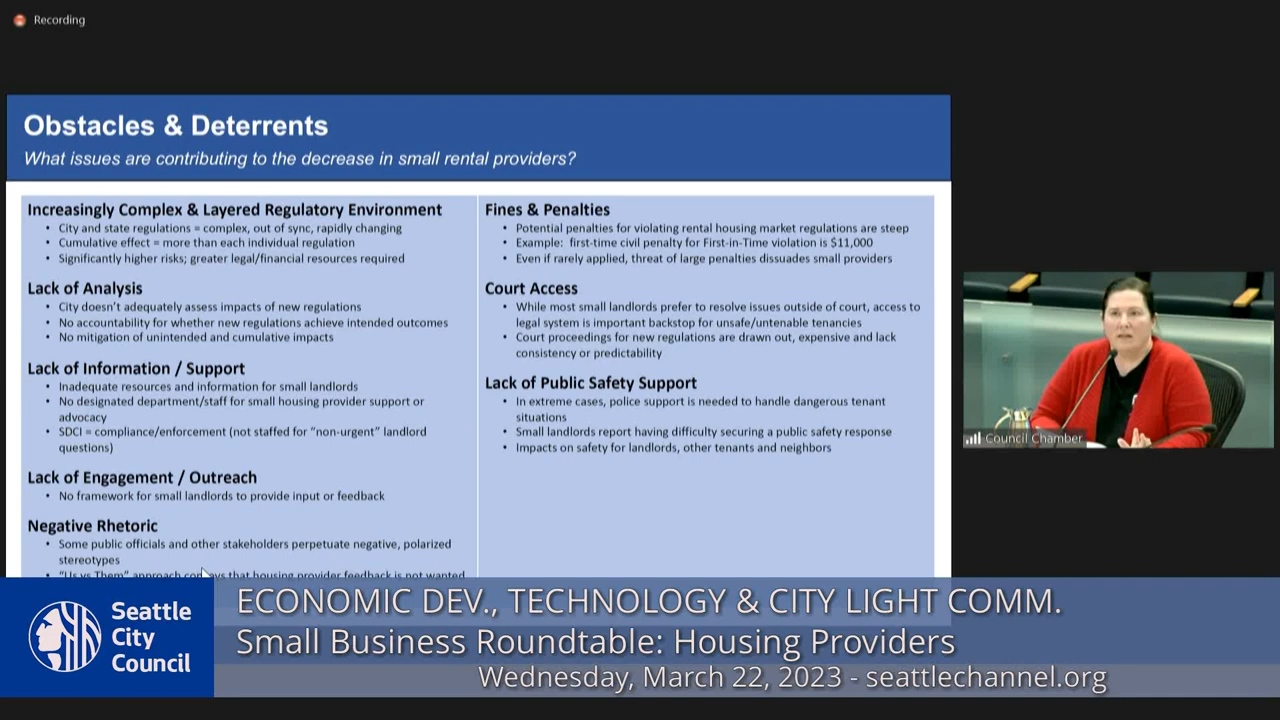 Recording
Obstacles & Deterrents
What issues are contributing to the decrease in small rental providers?
Increasingly Complex & Layered Regulatory Environment
• City and state regulations = complex, out of sync, rapidly changing
• Cumulative effect = more than each individual regulation
• Significantly higher risks; greater legal/financial resources required
Lack of Analysis
• City doesn't adequately assess impacts of new regulations
• No accountability for whether new regulations achieve intended outcomes
• No mitigation of unintended and cumulative impacts
Lack of Information / Support
• Inadequate resources and information for small landlords
• No designated department/staff for small housing provider support or
advocacy
• SDCI = compliance/enforcement (not staffed for "non-urgent" landlord
questions)
Lack of Engagement / Outreach
• No framework for small landlords to provide input or feedback
Negative Rhetoric
• Some public officials and other stakeholders perpetuate negative, polarized
stereotypes
• "Us vs Them" approach conveys that housing provider feedback is not wanted
Fines & Penalties
• Potential penalties for violating rental housing market regulations are steep
• Example: first-time civil penalty for First-in-Time violation is $11,000
• Even if rarely applied, threat of large penalties dissuades small providers
Court Access
• While most small landlords prefer to resolve issues outside of court, access to
legal system is important backstop for unsafe/untenable tenancies
• Court proceedings for new regulations are drawn out, expensive and lack
consistency or predictability
Lack of Public Safety Support
• In extreme cases, police support is needed to handle dangerous tenant
situations
• Small landlords report having difficulty securing a public safety response
• Impacts on safety for landlords, other tenants and neighbors
Council Chamber
Seattle
City
Council
ECONOMIC DEV., TECHNOLOGY & CITY LIGHT COMM.
Small Business Roundtable: Housing Providers
Wednesday, March 22, 2023 - seattlechannel.org